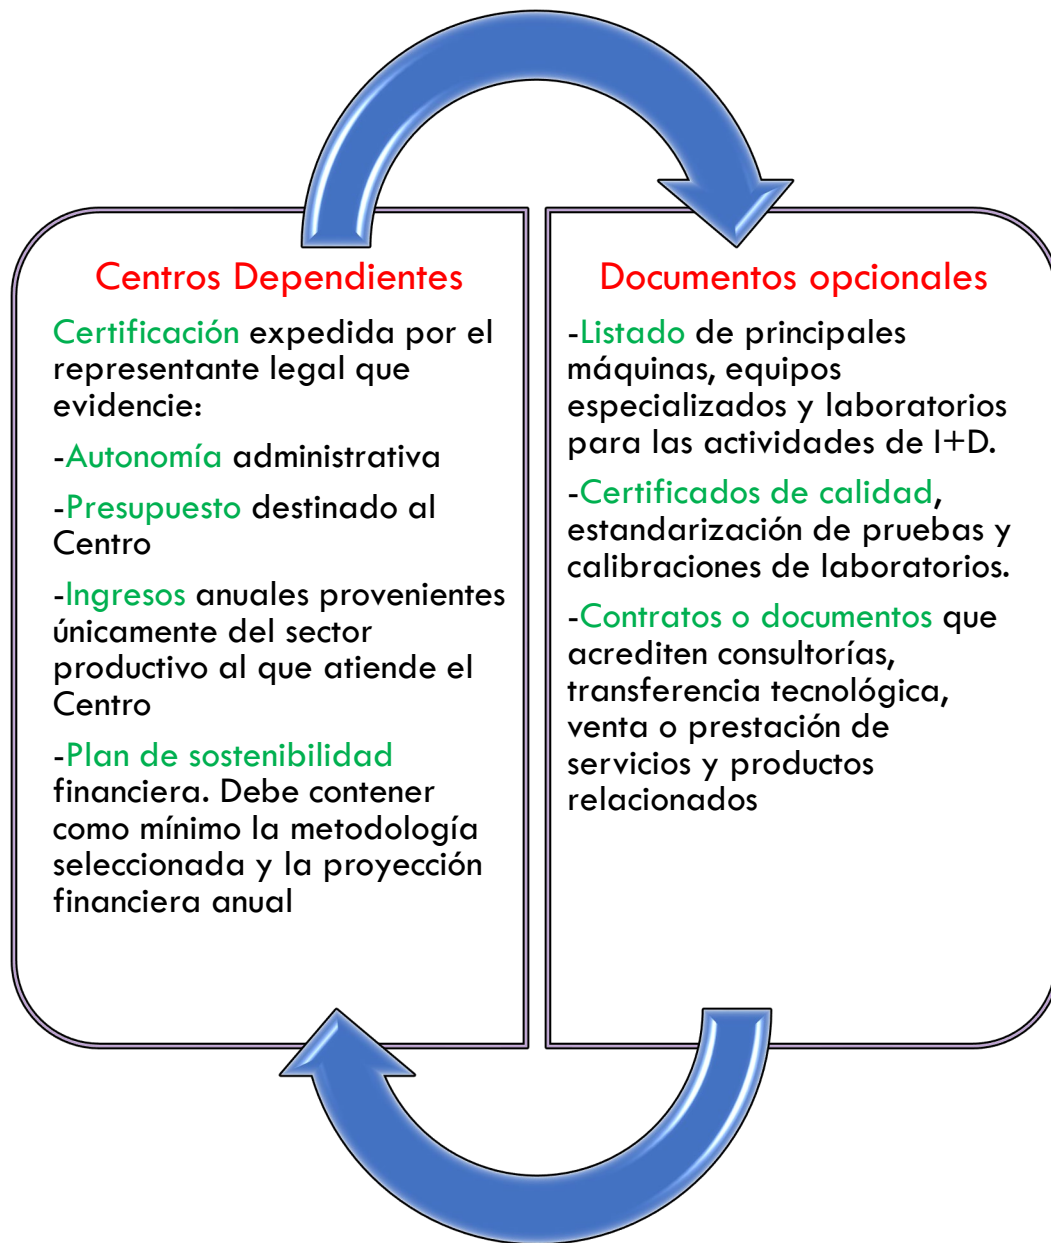 Centros Dependientes
Certificación expedida por el
representante legal que
evidencie:
-Autonomía administrativa
-Presupuesto destinado al
Centro
-Ingresos anuales provenientes
únicamente del sector
productivo al que atiende el
Centro
-Plan de sostenibilidad
financiera. Debe contener
como mínimo la metodología
seleccionada y la proyección
financiera anual
Documentos opcionales
-Listado de principales
máquinas, equipos
especializados y laboratorios
para las actividades de I+D.
-Certificados de calidad,
estandarización de pruebas y
calibraciones de laboratorios.
-Contratos o documentos que
acrediten consultorías,
transferencia tecnológica,
venta o prestación de
servicios y productos
relacionados